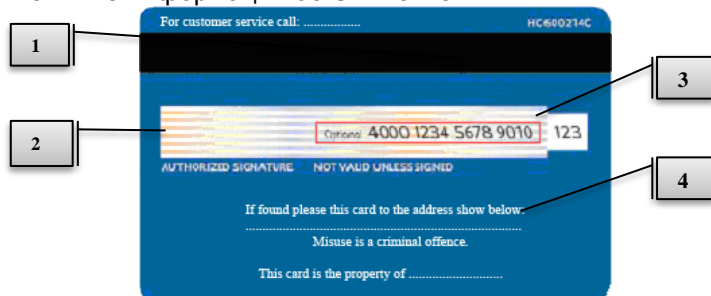 For customer service call: ..................
HC600214C
1
3
2
Optional 4000 1234 5678 9010 123
AUTHORIZED SIGNATURE NOT VALID UNLESS SIGNED
4
If found please this card to the address show below:
Misuse is a criminal offence.
This card is the property of .............................